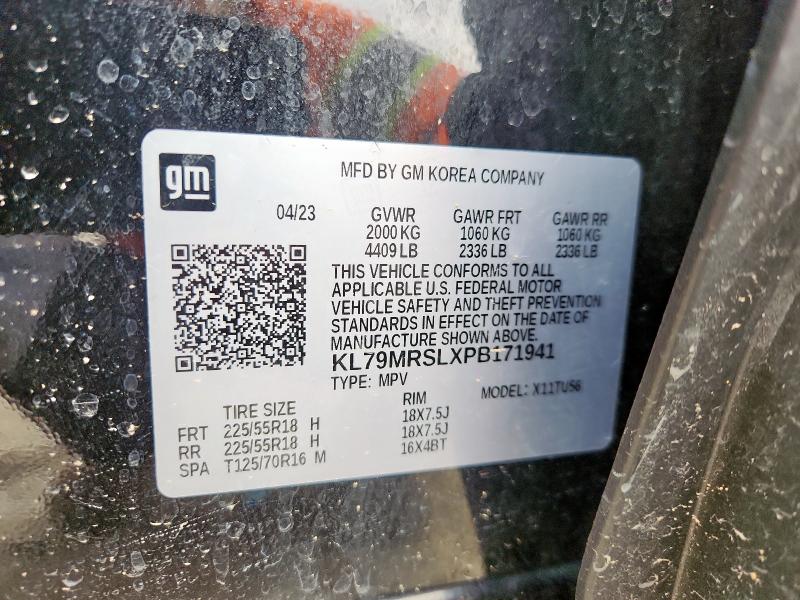 gm
MFD BY GM KOREA COMPANY
04/23 GVWR GAWR FRT GAWR RR
2000 KG 1060 KG 1060 KG
4409 LB 2336 LB 2336 LB
THIS VEHICLE CONFORMS TO ALL
APPLICABLE U.S. FEDERAL MOTOR
VEHICLE SAFETY AND THEFT PREVENTION
STANDARDS IN EFFECT ON THE DATE OF
MANUFACTURE SHOWN ABOVE.
KL79MRSLXPB171941
TYPE: MPV MODEL: X11TUS6
TIRE SIZE RIM
FRT 225/55R18 H 18X7.5J
RR 225/55R18 H 18X7.5J
SPA T125/70R16 M 16X4BT